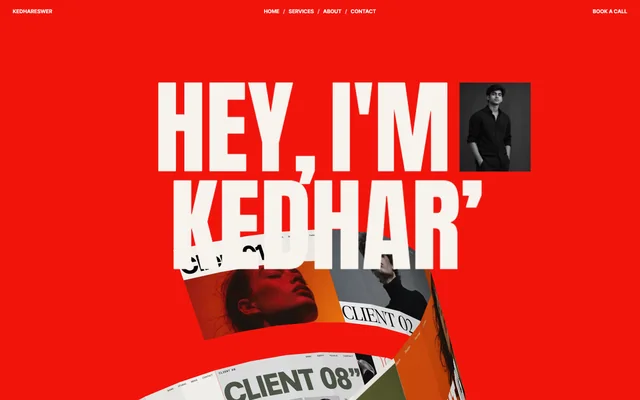 KEDHARESWER
HOME / SERVICES / ABOUT / CONTACT
BOOK A CALL
HEY, I'M
KEDHAR’
CLIENT 02
CLIENT 08”